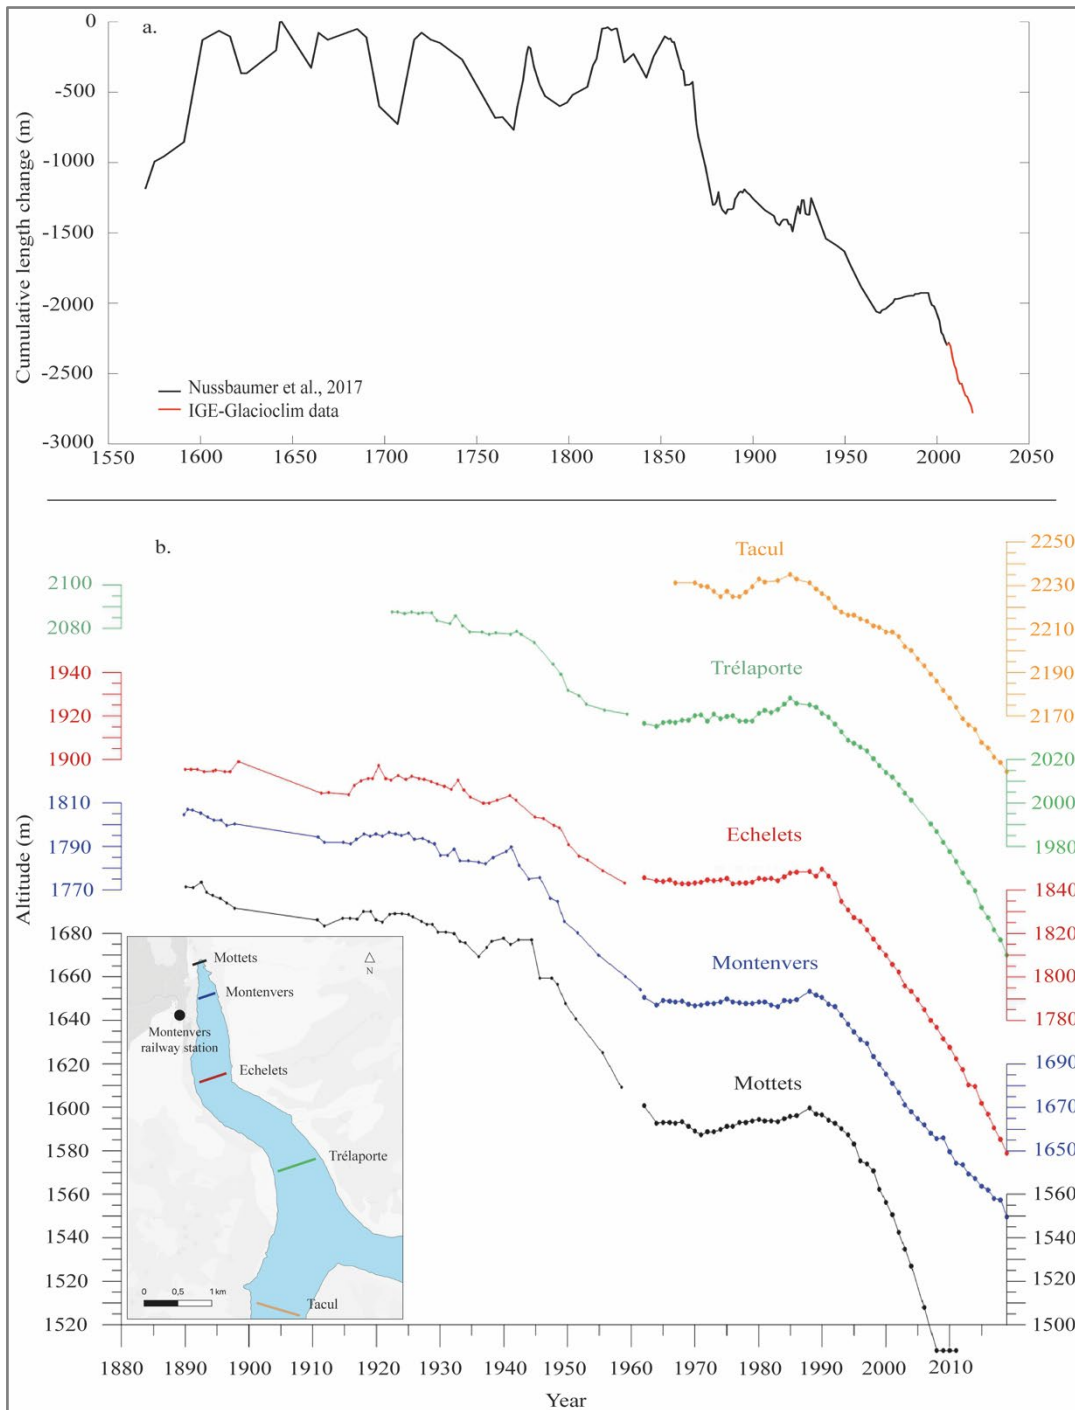 a.
0
-500
-1000
-1500
-2000
-2500
-3000
Cumulative length change (m)
Nussbaumer et al., 2017
IGE-Glacioclim data
1550 1600 1650 1700 1750 1800 1850 1900 1950 2000 2050
b.
Tacul
2250
2230
2210
2190
2170
2100
2080
Trélaporte
2020
2000
1980
1940
1920
1900
Echelets
1840
1820
1800
1780
1810
1790
1770
Montenvers
1690
1670
1650
Altitude (m)
1680
1660
1640
1620
1600
1580
1560
1540
1520
Mottets
1560
1540
1520
1500
Mottets
Montenvers
N
Montenvers
railway station
Echelets
Trélaporte
Tacul
0 0,5 1 km
1880 1890 1900 1910 1920 1930 1940 1950 1960 1970 1980 1990 2000 2010
Year